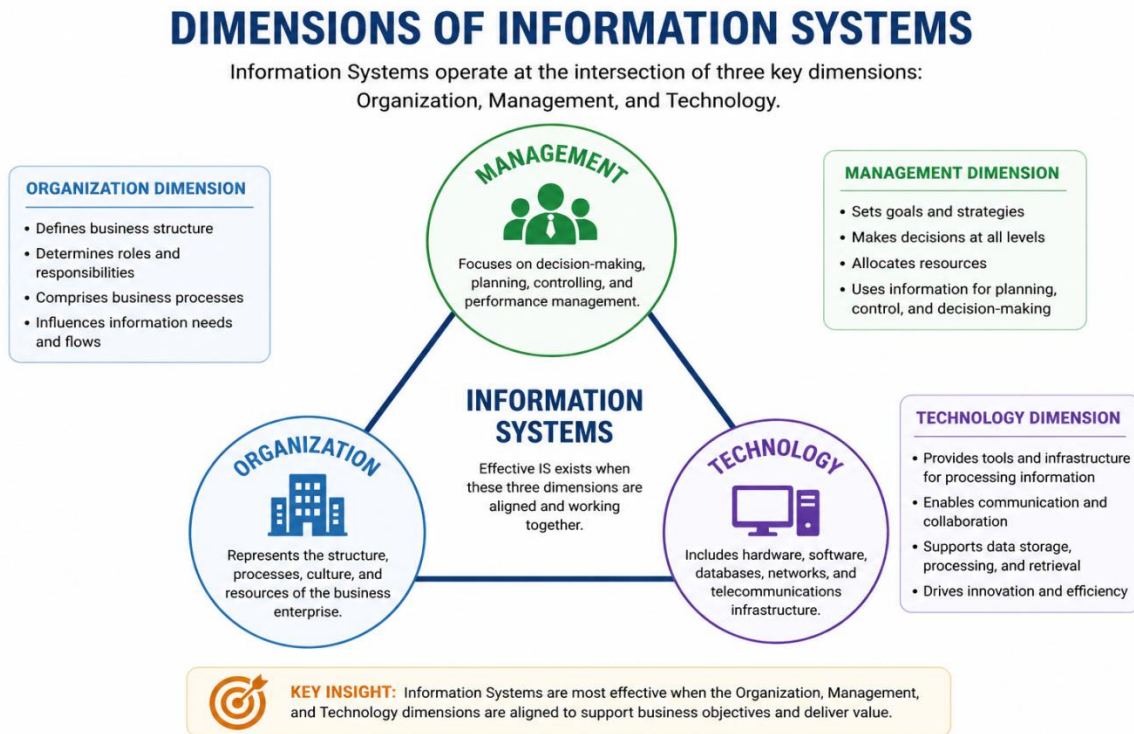 DIMENSIONS OF INFORMATION SYSTEMS
Information Systems operate at the intersection of three key dimensions:
Organization, Management, and Technology.
ORGANIZATION DIMENSION
• Defines business structure
• Determines roles and
responsibilities
• Comprises business processes
• Influences information needs
and flows
MANAGEMENT
Focuses on decision-making,
planning, controlling, and
performance management.
MANAGEMENT DIMENSION
• Sets goals and strategies
• Makes decisions at all levels
• Allocates resources
• Uses information for planning,
control, and decision-making
INFORMATION
SYSTEMS
Effective IS exists when
these three dimensions are
aligned and working
together.
ORGANIZATION
Represents the structure,
processes, culture, and
resources of the business
enterprise.
TECHNOLOGY
Includes hardware, software,
databases, networks, and
telecommunications
infrastructure.
TECHNOLOGY DIMENSION
• Provides tools and infrastructure
for processing information
• Enables communication and
collaboration
• Supports data storage,
processing, and retrieval
• Drives innovation and efficiency
KEY INSIGHT: Information Systems are most effective when the Organization, Management,
and Technology dimensions are aligned to support business objectives and deliver value.